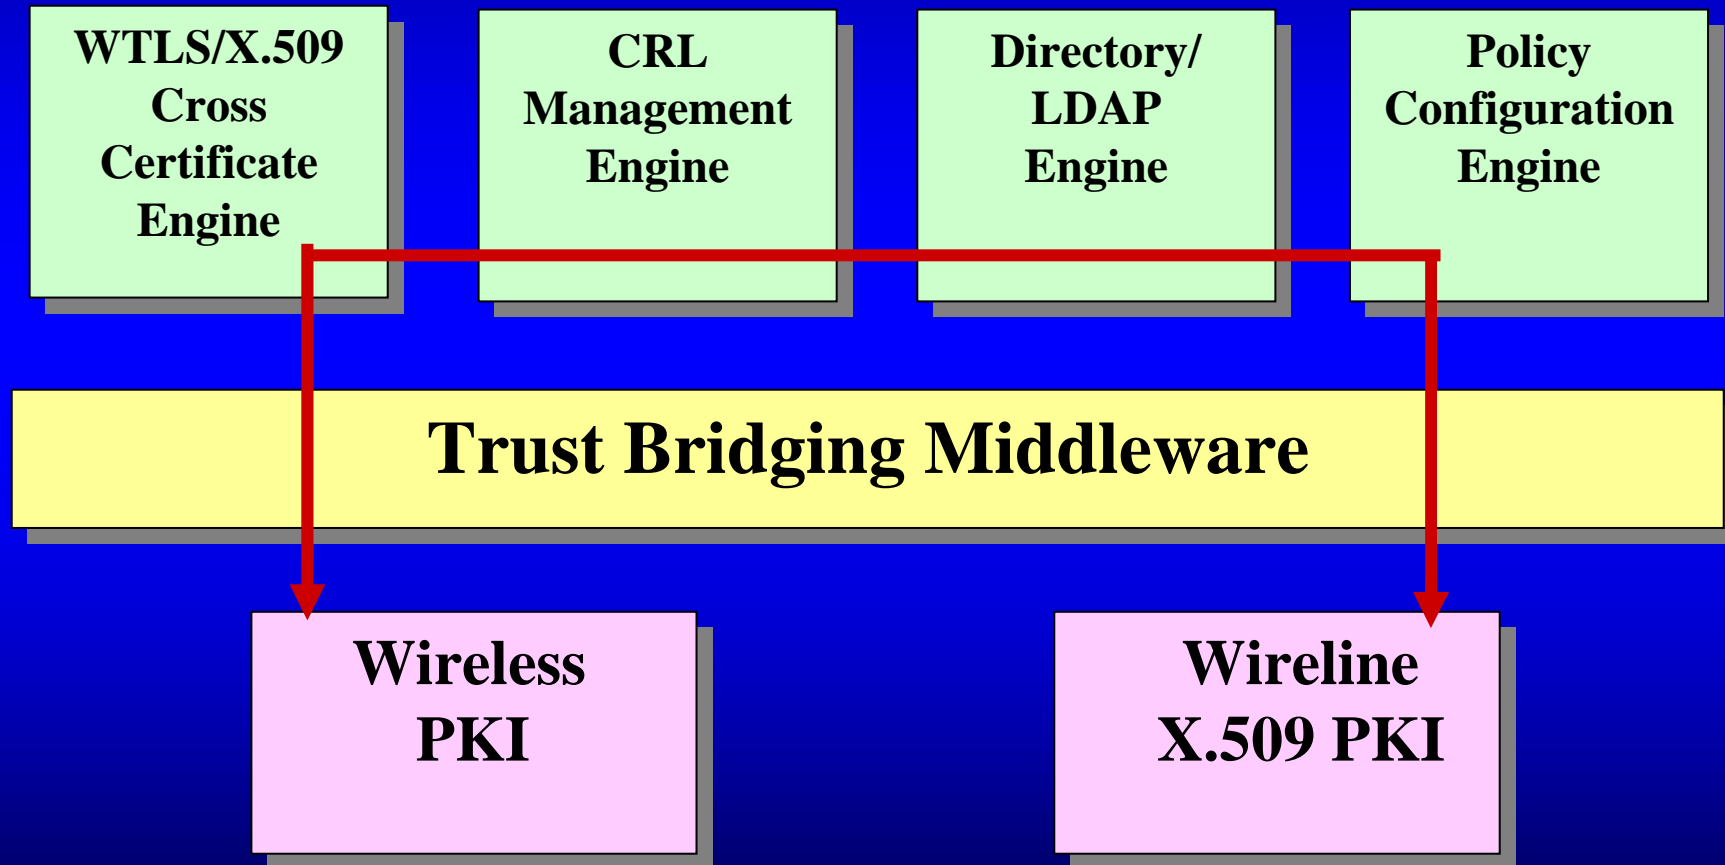 WTLS/X.509
Cross
Certificate
Engine
CRL
Management
Engine
Directory/
LDAP
Engine
Policy
Configuration
Engine
Trust Bridging Middleware
Wireless
PKI
Wireline
X.509 PKI